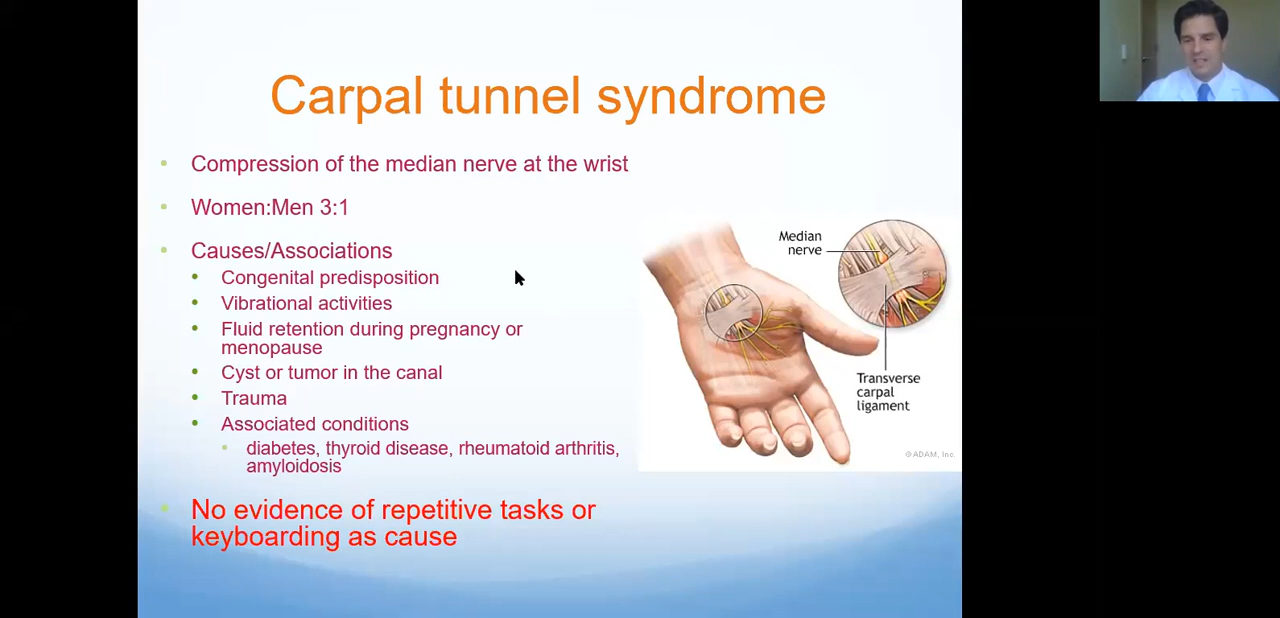 Carpal tunnel syndrome
Compression of the median nerve at the wrist
Women:Men 3:1
Causes/Associations
Congenital predisposition
Vibrational activities
Fluid retention during pregnancy or
menopause
Cyst or tumor in the canal
Trauma
Associated conditions
diabetes, thyroid disease, rheumatoid arthritis,
amyloidosis
No evidence of repetitive tasks or
keyboarding as cause
Median
nerve
Transverse
carpal
ligament
©ADAM, Inc.